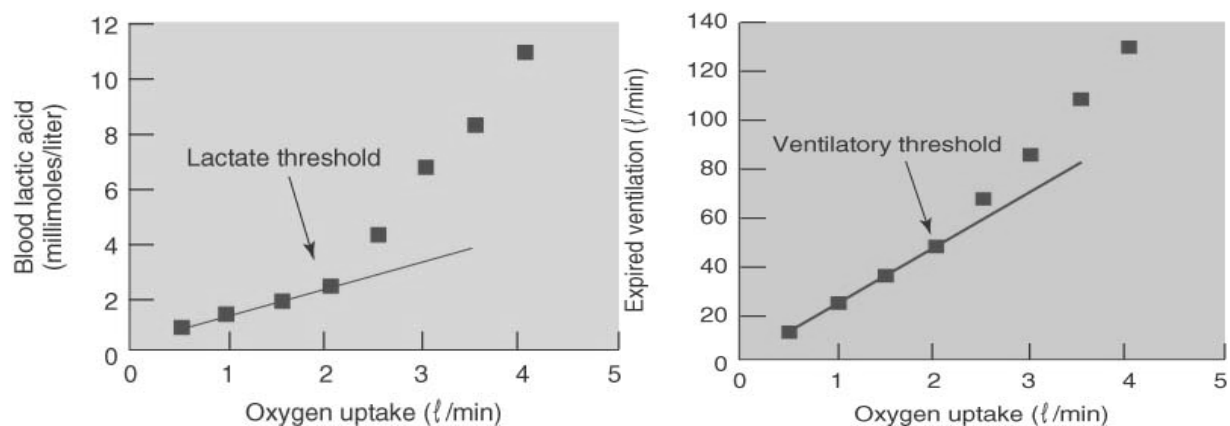 12
10
8
6
4
2
0
Blood lactic acid
(millimoles/liter)
Lactate threshold
0 1 2 3 4 5
Oxygen uptake (ℓ/min)
140
120
100
80
60
40
20
0
Expired ventilation (ℓ/min)
Ventilatory threshold
0 1 2 3 4 5
Oxygen uptake (ℓ/min)